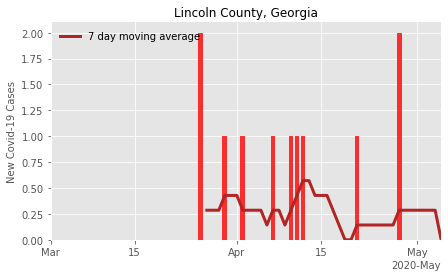 Lincoln County, Georgia
7 day moving average
New Covid-19 Cases
2.00
1.75
1.50
1.25
1.00
0.75
0.50
0.25
0.00
Mar
15
Apr
15
May
2020-May